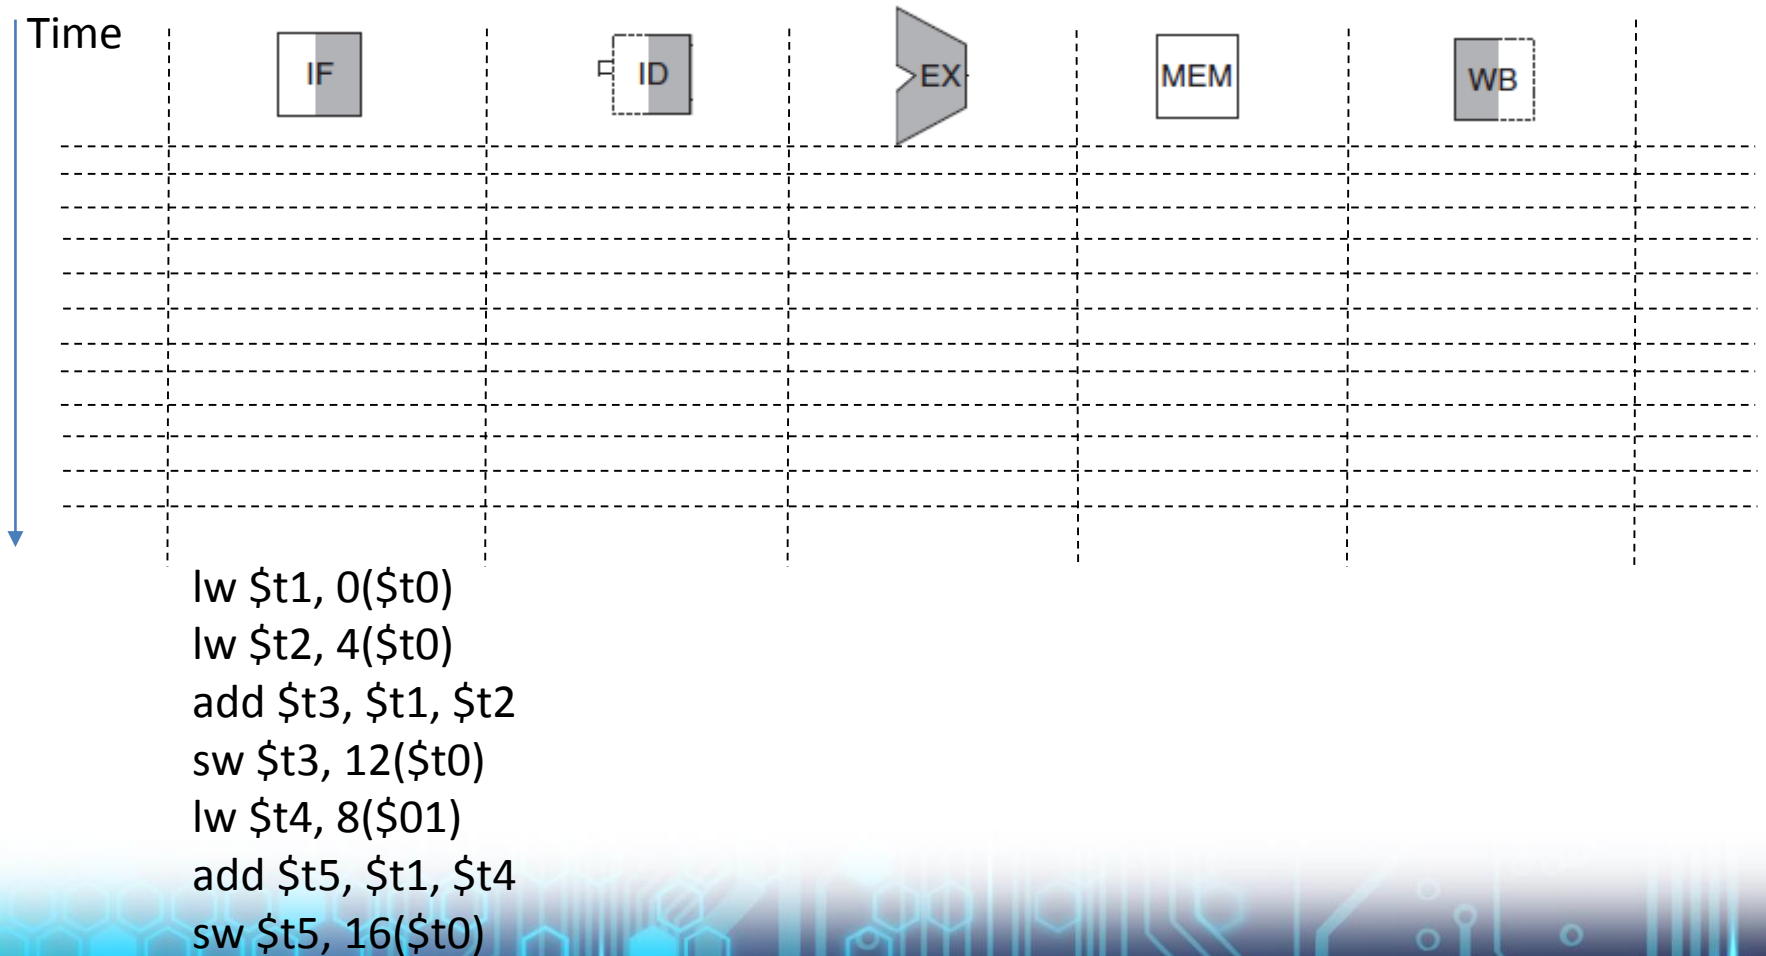 Time
IF
ID
EX
MEM
WB
lw $t1, 0($t0)
lw $t2, 4($t0)
add $t3, $t1, $t2
sw $t3, 12($t0)
lw $t4, 8($01)
add $t5, $t1, $t4
sw $t5, 16($t0)